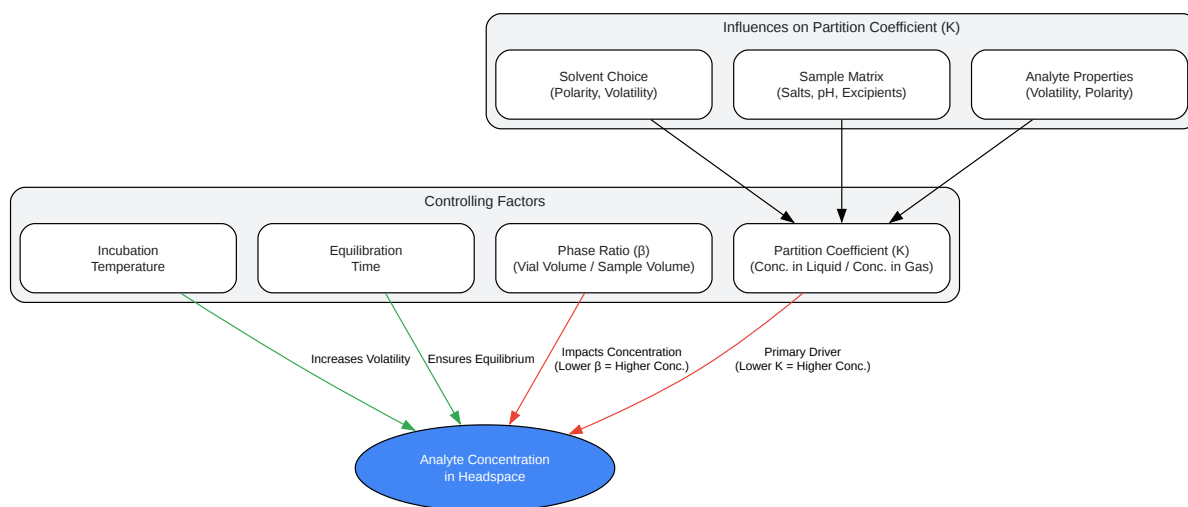 Influences on Partition Coefficient (K)
Solvent Choice
(Polarity, Volatility)
Sample Matrix
(Salts, pH, Excipients)
Analyte Properties
(Volatility, Polarity)
Controlling Factors
Incubation
Temperature
Equilibration
Time
Phase Ratio (β)
(Vial Volume / Sample Volume)
Partition Coefficient (K)
(Conc. in Liquid / Conc. in Gas)
Increases Volatility
Ensures Equilibrium
Impacts Concentration
(Lower β = Higher Conc.)
Primary Driver
(Lower K = Higher Conc.)
Analyte Concentration
in Headspace